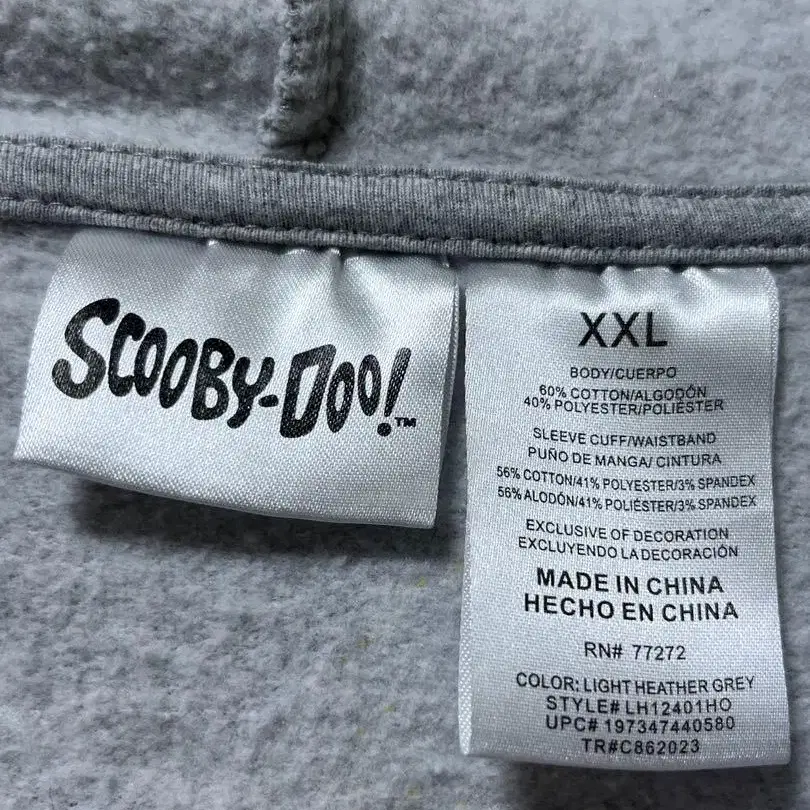 SCOOBY-DOO!™
XXL
BODY/CUERPO
60% COTTON/ALGODÓN
40% POLYESTER/POLIÉSTER
SLEEVE CUFF/WAISTBAND
PUÑO DE MANGA/ CINTURA
56% COTTON/41% POLYESTER/3% SPANDEX
56% ALODÓN/41% POLIÉSTER/3% SPANDEX
EXCLUSIVE OF DECORATION
EXCLUYENDO LA DECORACIÓN
MADE IN CHINA
HECHO EN CHINA
RN# 77272
COLOR: LIGHT HEATHER GREY
STYLE# LH12401HO
UPC# 197347440580
TR#C862023